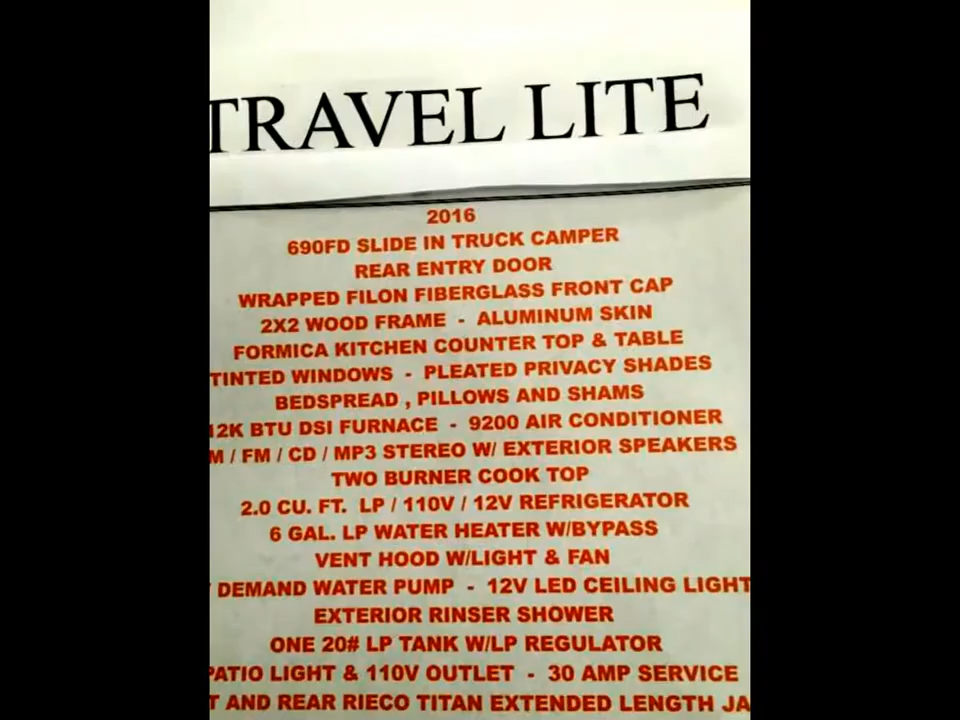 TRAVEL LITE
2016
690FD SLIDE IN TRUCK CAMPER
REAR ENTRY DOOR
WRAPPED FILON FIBERGLASS FRONT CAP
2X2 WOOD FRAME - ALUMINUM SKIN
FORMICA KITCHEN COUNTER TOP & TABLE
TINTED WINDOWS - PLEATED PRIVACY SHADES
BEDSPREAD , PILLOWS AND SHAMS
12K BTU DSI FURNACE - 9200 AIR CONDITIONER
M / FM / CD / MP3 STEREO W/ EXTERIOR SPEAKERS
TWO BURNER COOK TOP
2.0 CU. FT. LP / 110V / 12V REFRIGERATOR
6 GAL. LP WATER HEATER W/BYPASS
VENT HOOD W/LIGHT & FAN
DEMAND WATER PUMP - 12V LED CEILING LIGHT
EXTERIOR RINSER SHOWER
ONE 20# LP TANK W/LP REGULATOR
PATIO LIGHT & 110V OUTLET - 30 AMP SERVICE
T AND REAR RIECO TITAN EXTENDED LENGTH JA